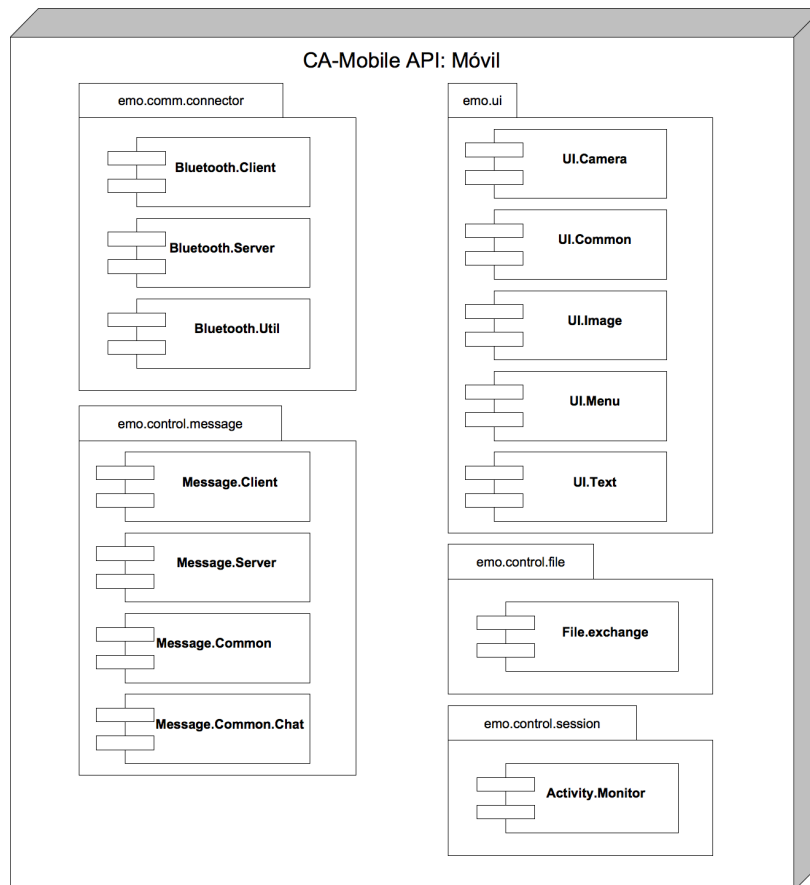 CA-Mobile API: Móvil
emo.comm.connector
Bluetooth.Client
Bluetooth.Server
Bluetooth.Util
emo.control.message
Message.Client
Message.Server
Message.Common
Message.Common.Chat
emo.ui
UI.Camera
UI.Common
UI.Image
UI.Menu
UI.Text
emo.control.file
File.exchange
emo.control.session
Activity.Monitor